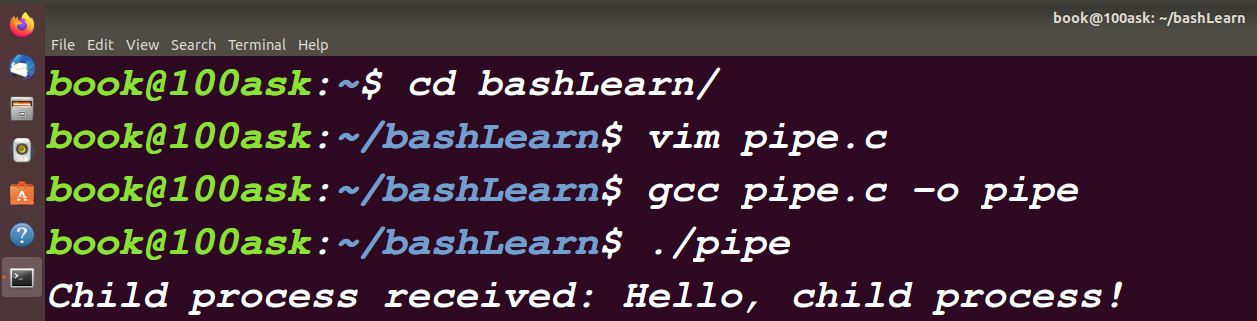 book@100ask: ~/bashLearn
File Edit View Search Terminal Help
book@100ask:~$ cd bashLearn/
book@100ask:~/bashLearn$ vim pipe.c
book@100ask:~/bashLearn$ gcc pipe.c -o pipe
book@100ask:~/bashLearn$ ./pipe
Child process received: Hello, child process!